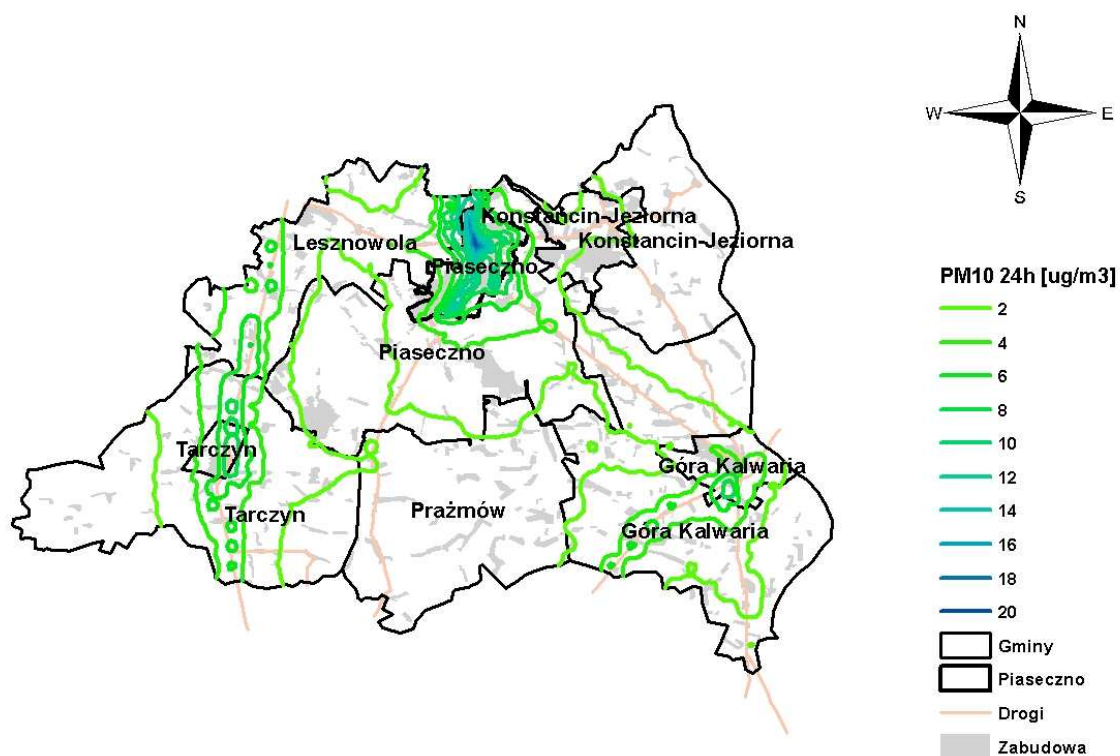 N
W
E
S
Konstancin-Jeziorna
Lesznowola
Konstancin-Jeziorna
Piaseczno
PM10 24h [ug/m3]
2
4
6
8
10
12
14
16
18
20
Gminy
Piaseczno
Drogi
Zabudowa
Piaseczno
Tarczyn
Góra Kalwaria
Prażmów
Tarczyn
Góra Kalwaria